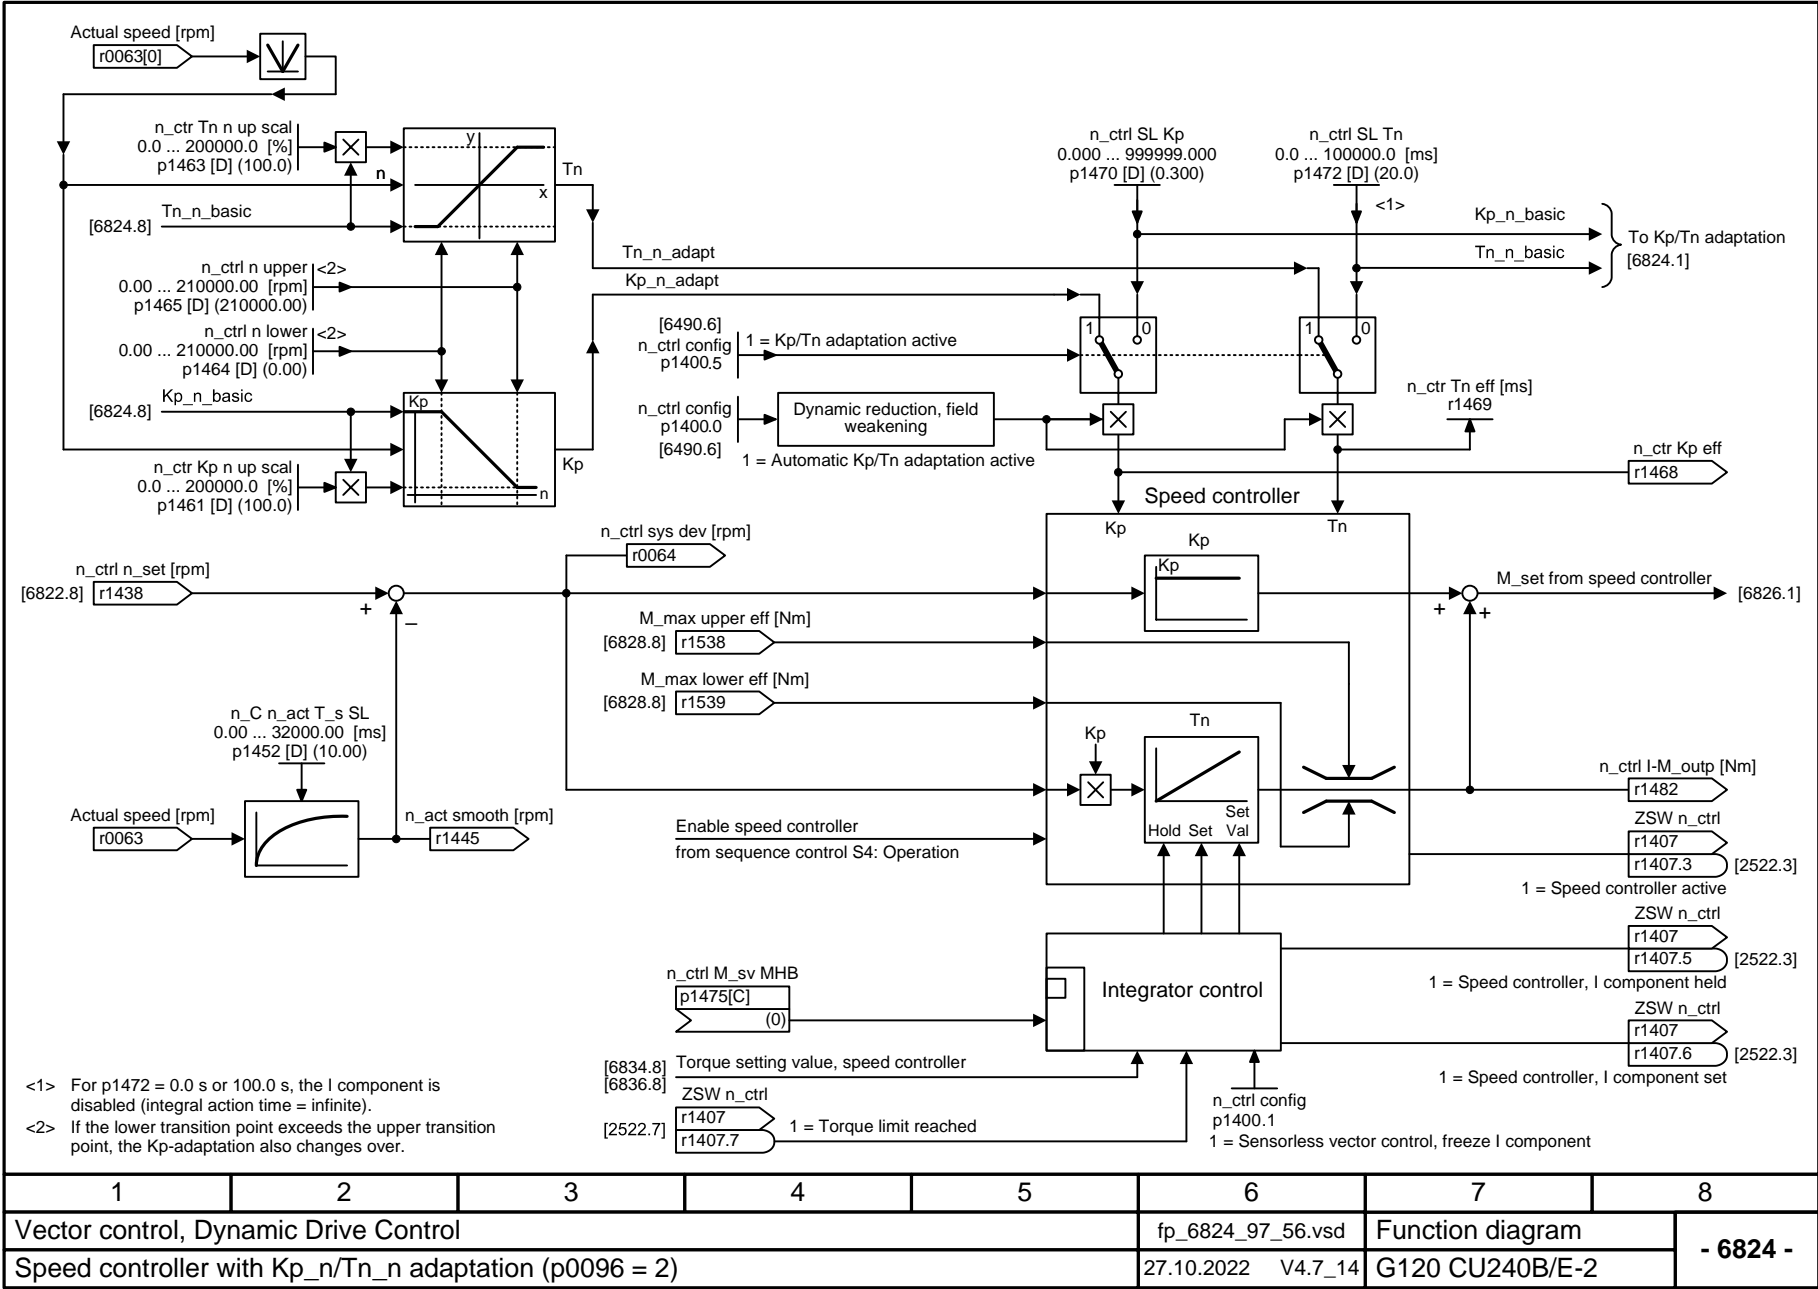 Actual speed [rpm]
r0063[0]
n_ctr Tn n up scal
0.0 ... 200000.0 [%]
p1463 [D] (100.0)
y
n
x
Tn
Tn_n_basic
[6824.8]
n_ctrl n upper
<2>
0.00 ... 210000.00 [rpm]
p1465 [D] (210000.00)
n_ctrl n lower
<2>
0.00 ... 210000.00 [rpm]
p1464 [D] (0.00)
Kp_n_basic
[6824.8]
Kp
n
Kp
n_ctr Kp n up scal
0.0 ... 200000.0 [%]
p1461 [D] (100.0)
Tn_n_adapt
Kp_n_adapt
n_ctrl SL Kp
0.000 ... 999999.000
p1470 [D] (0.300)
n_ctrl SL Tn
0.0 ... 100000.0 [ms]
p1472 [D] (20.0)
<1>
Kp_n_basic
Tn_n_basic
To Kp/Tn adaptation
[6824.1]
[6490.6]
n_ctrl config
p1400.5
1 = Kp/Tn adaptation active
1
0
1
0
n_ctrl config
p1400.0
[6490.6]
Dynamic reduction, field
weakening
1 = Automatic Kp/Tn adaptation active
n_ctr Tn eff [ms]
r1469
n_ctr Kp eff
r1468
Speed controller
Kp
Tn
n_ctrl sys dev [rpm]
r0064
n_ctrl n_set [rpm]
[6822.8]
r1438
+
–
Kp
Kp
M_set from speed controller
[6826.1]
+
+
M_max upper eff [Nm]
[6828.8]
r1538
M_max lower eff [Nm]
[6828.8]
r1539
n_C n_act T_s SL
0.00 ... 32000.00 [ms]
p1452 [D] (10.00)
Actual speed [rpm]
r0063
n_act smooth [rpm]
r1445
Kp
Tn
Hold
Set
Set
Val
n_ctrl I-M_outp [Nm]
r1482
Enable speed controller
from sequence control S4: Operation
ZSW n_ctrl
r1407
r1407.3
[2522.3]
1 = Speed controller active
ZSW n_ctrl
r1407
r1407.5
[2522.3]
1 = Speed controller, I component held
ZSW n_ctrl
r1407
r1407.6
[2522.3]
1 = Speed controller, I component set
n_ctrl M_sv MHB
p1475[C]
(0)
Integrator control
[6834.8]
[6836.8]
Torque setting value, speed controller
ZSW n_ctrl
r1407
[2522.7]
r1407.7
1 = Torque limit reached
n_ctrl config
p1400.1
1 = Sensorless vector control, freeze I component
<1> For p1472 = 0.0 s or 100.0 s, the I component is
disabled (integral action time = infinite).
<2> If the lower transition point exceeds the upper transition
point, the Kp-adaptation also changes over.
1 2 3 4 5 6 7 8
Vector control, Dynamic Drive Control
fp_6824_97_56.vsd
Function diagram
- 6824 -
Speed controller with Kp_n/Tn_n adaptation (p0096 = 2)
27.10.2022 V4.7_14
G120 CU240B/E-2